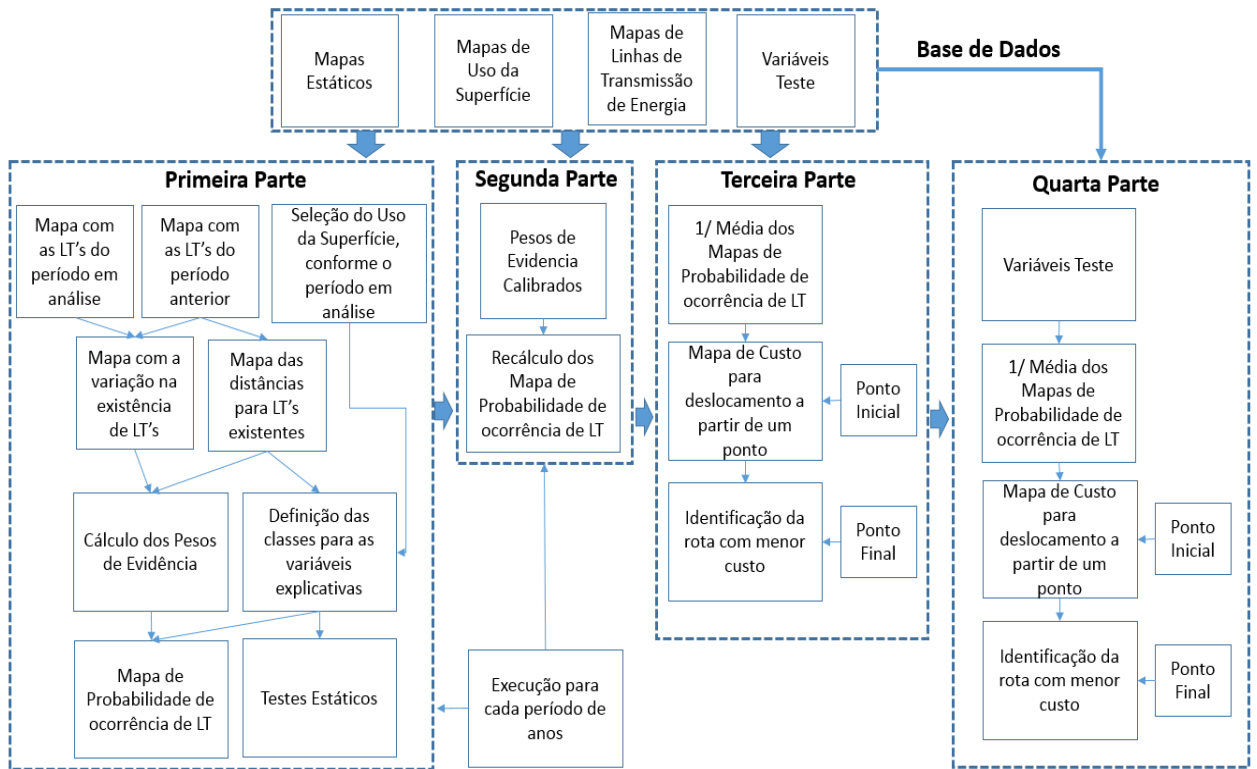 Mapas
Estáticos
Mapas de
Uso da
Superfície
Mapas de
Linhas de
Transmissão
de Energia
Variáveis
Teste
Base de Dados
Primeira Parte
Mapa com
as LT's do
período em
análise
Mapa com
as LT's do
período
anterior
Seleção do Uso
da Superfície,
conforme o
período em
análise
Mapa com a
variação na
existência
de LT's
Mapa das
distâncias
para LT's
existentes
Cálculo dos Pesos
de Evidência
Definição das
classes para as
variáveis
explicativas
Mapa de
Probabilidade de
ocorrência de LT
Testes Estáticos
Segunda Parte
Pesos de
Evidencia
Calibrados
Recálculo dos
Mapa de
Probabilidade de
ocorrência de LT
Execução para
cada período de
anos
Terceira Parte
1/ Média dos
Mapas de
Probabilidade de
ocorrência de LT
Mapa de Custo
para
deslocamento a
partir de um
ponto
Ponto
Inicial
Identificação da
rota com menor
custo
Ponto
Final
Quarta Parte
Variáveis Teste
1/ Média dos
Mapas de
Probabilidade de
ocorrência de LT
Mapa de Custo
para
deslocamento a
partir de um
ponto
Ponto
Inicial
Identificação da
rota com menor
custo
Ponto
Final